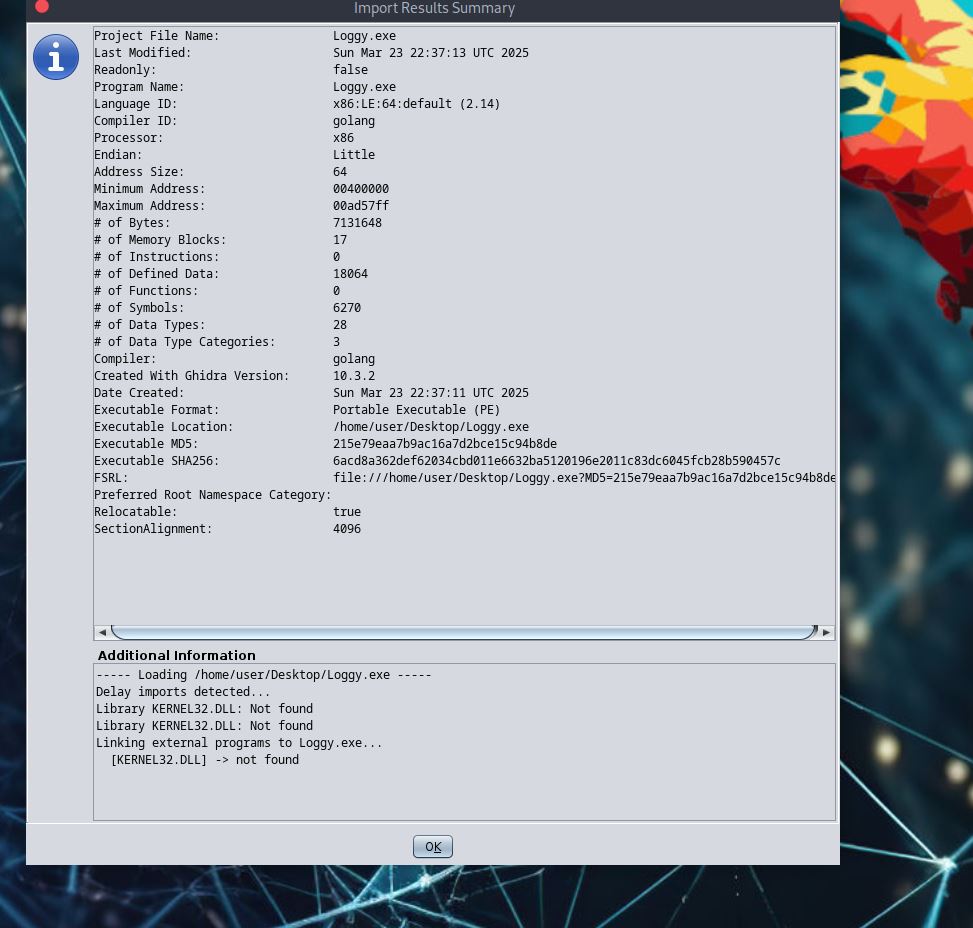 Import Results Summary
Project File Name: Loggy.exe
Last Modified: Sun Mar 23 22:37:13 UTC 2025
Readonly: false
Program Name: Loggy.exe
Language ID: x86:LE:64:default (2.14)
Compiler ID: golang
Processor: x86
Endian: Little
Address Size: 64
Minimum Address: 00400000
Maximum Address: 00ad57ff
# of Bytes: 7131648
# of Memory Blocks: 17
# of Instructions: 0
# of Defined Data: 18064
# of Functions: 0
# of Symbols: 6270
# of Data Types: 28
# of Data Type Categories: 3
Compiler: golang
Created With Ghidra Version: 10.3.2
Date Created: Sun Mar 23 22:37:11 UTC 2025
Executable Format: Portable Executable (PE)
Executable Location: /home/user/Desktop/Loggy.exe
Executable MD5: 215e79eaa7b9ac16a7d2bce15c94b8de
Executable SHA256: 6acd8a362def62034cbd011e6632ba5120196e2011c83dc6045fcb28b590457c
FSRL: file:///home/user/Desktop/Loggy.exe?MD5=215e79eaa7b9ac16a7d2bce15c94b8de
Preferred Root Namespace Category:
Relocatable: true
SectionAlignment: 4096
Additional Information
----- Loading /home/user/Desktop/Loggy.exe -----
Delay imports detected...
Library KERNEL32.DLL: Not found
Library KERNEL32.DLL: Not found
Linking external programs to Loggy.exe...
[KERNEL32.DLL] -> not found
OK